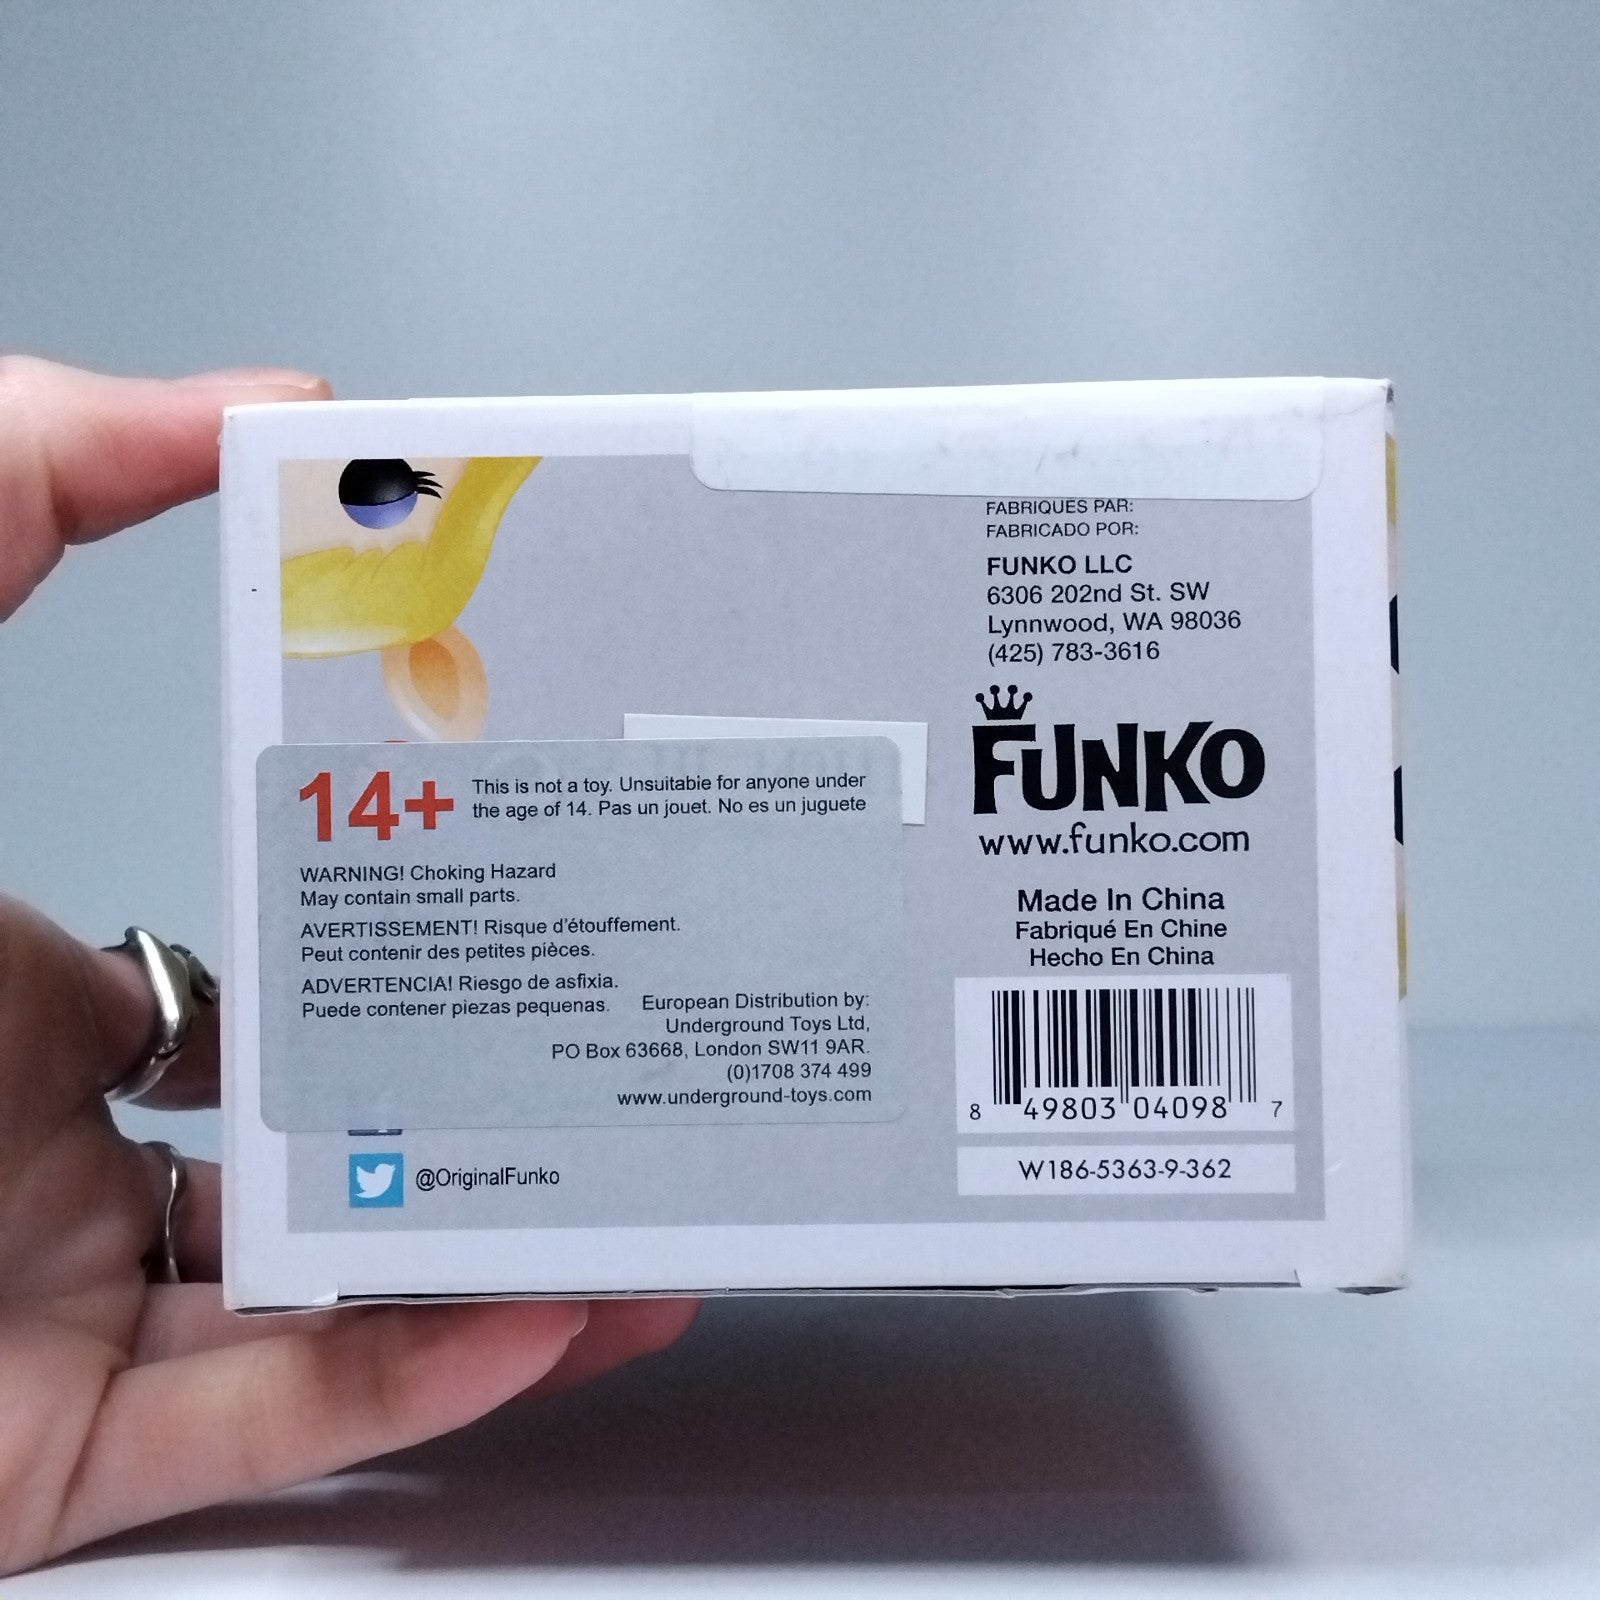 FABRIQUÉS PAR:
FABRICADO POR:
FUNKO LLC
6306 202nd St. SW
Lynnwood, WA 98036
(425) 783-3616
FUNKO
www.funko.com
Made In China
Fabriqué En Chine
Hecho En China
8 49803 04098 7
W186-5363-9-362
14+
This is not a toy. Unsuitable for anyone under
the age of 14. Pas un jouet. No es un juguete
WARNING! Choking Hazard
May contain small parts.
AVERTISSEMENT! Risque d'étouffement.
Peut contenir des petites pièces.
ADVERTENCIA! Riesgo de asfixia.
Puede contener piezas pequenas.
European Distribution by:
Underground Toys Ltd,
PO Box 63668, London SW11 9AR.
(0)1708 374 499
www.underground-toys.com
@OriginalFunko